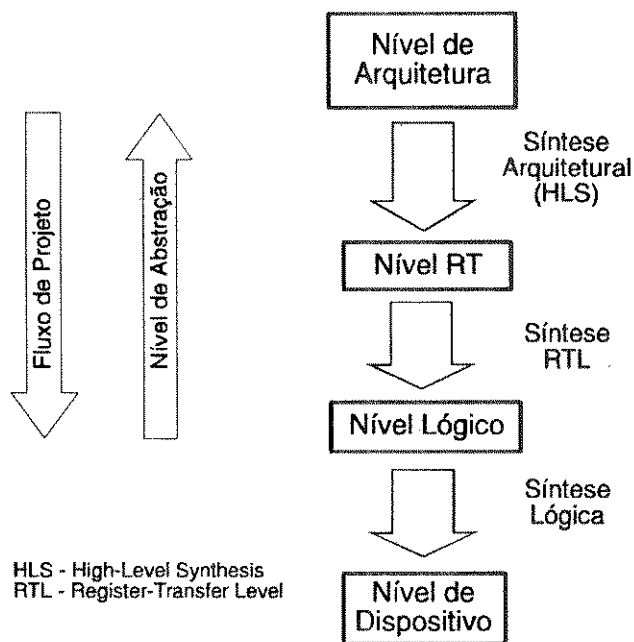 Nível de
Arquitetura
Síntese
Arquitetural
(HLS)
Fluxo de Projeto
Nível de Abstração
Nível RT
Síntese
RTL
Nível Lógico
Síntese
Lógica
HLS - High-Level Synthesis
RTL - Register-Transfer Level
Nível de
Dispositivo